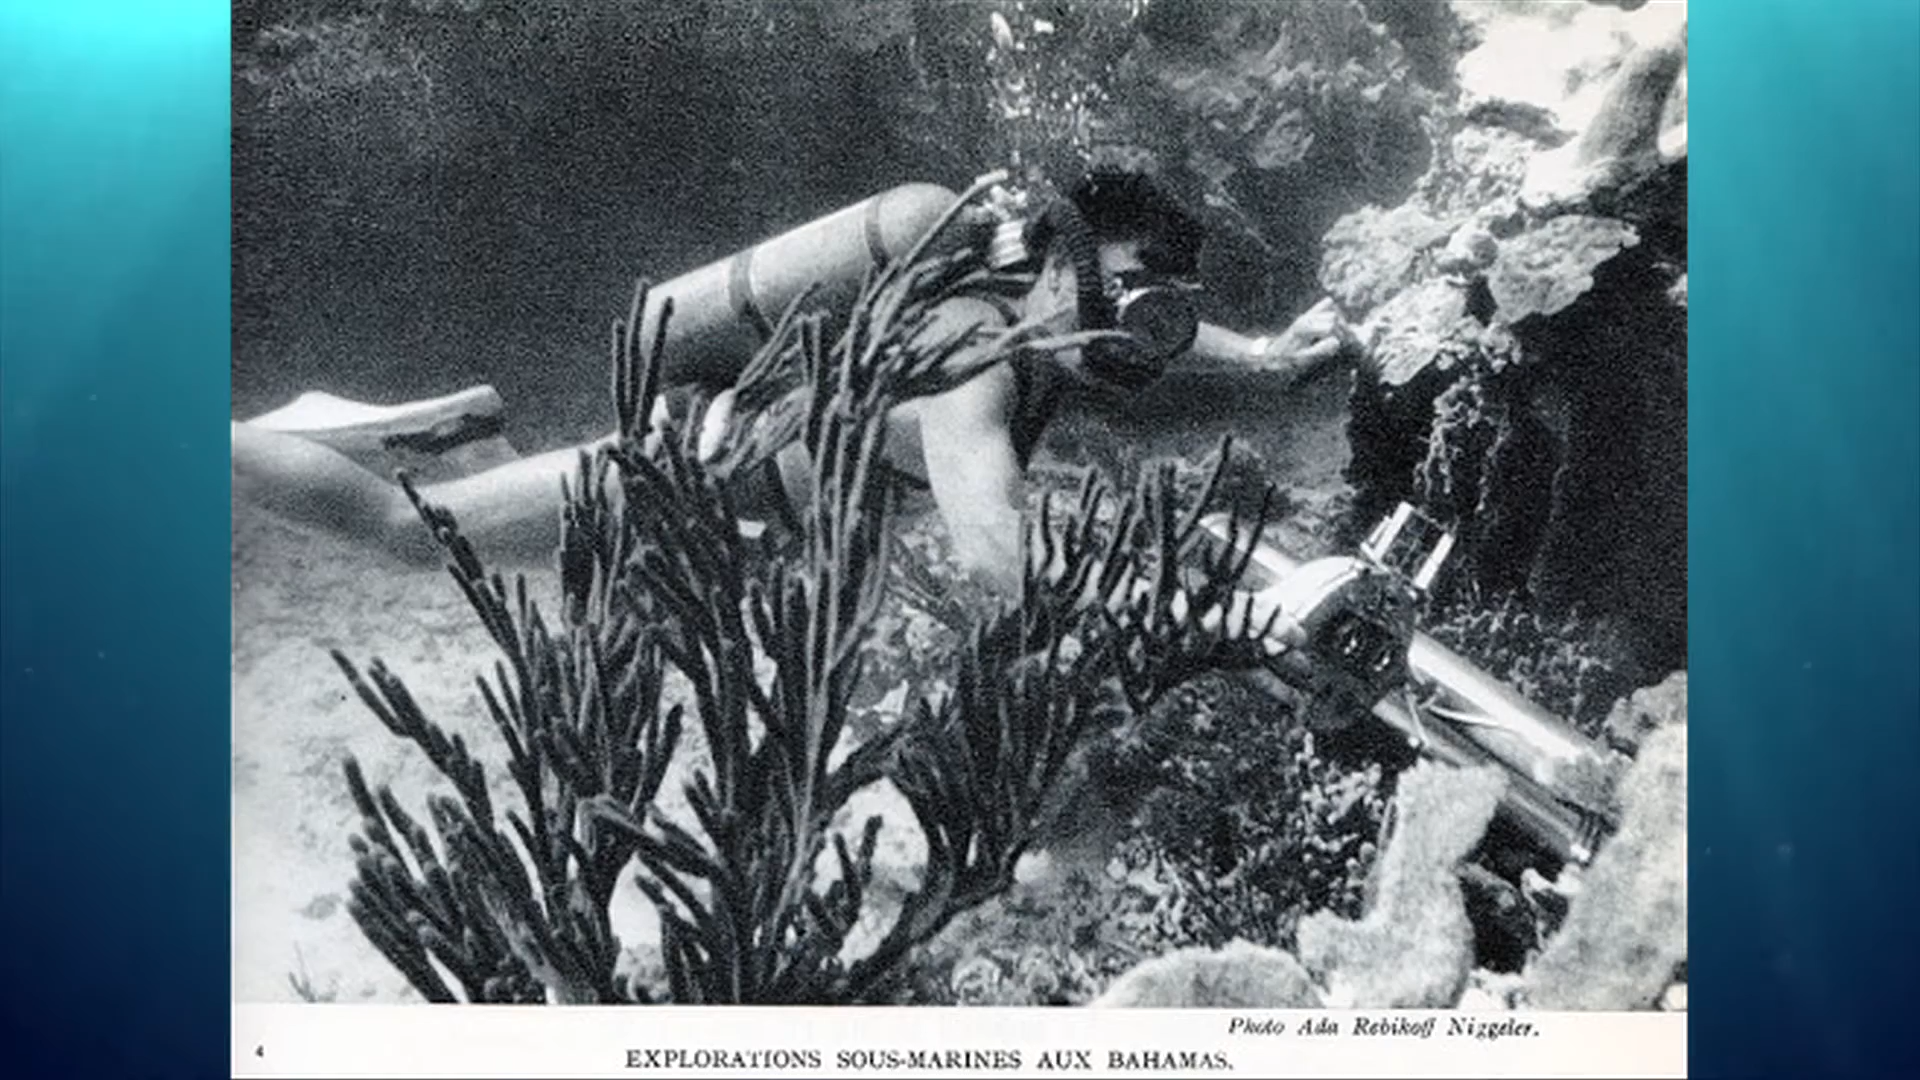 Photo Ada Rebikoff Niggeler.
4
EXPLORATIONS SOUS-MARINES AUX BAHAMAS.